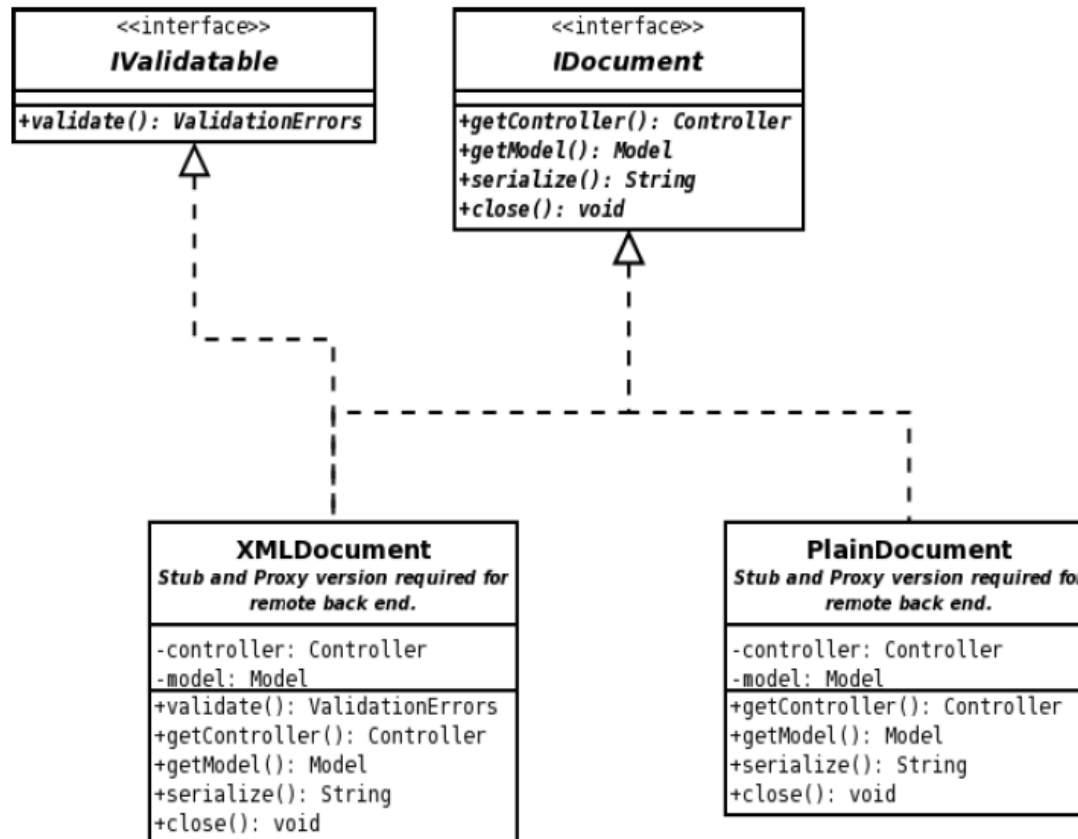 <<interface>>
IValidatable
+validate(): ValidationErrors
<<interface>>
IDocument
+getController(): Controller
+getModel(): Model
+serialize(): String
+close(): void
XMLDocument
Stub and Proxy version required for
remote back end.
-controller: Controller
-model: Model
+validate(): ValidationErrors
+getController(): Controller
+getModel(): Model
+serialize(): String
+close(): void
PlainDocument
Stub and Proxy version required for
remote back end.
-controller: Controller
-model: Model
+getController(): Controller
+getModel(): Model
+serialize(): String
+close(): void